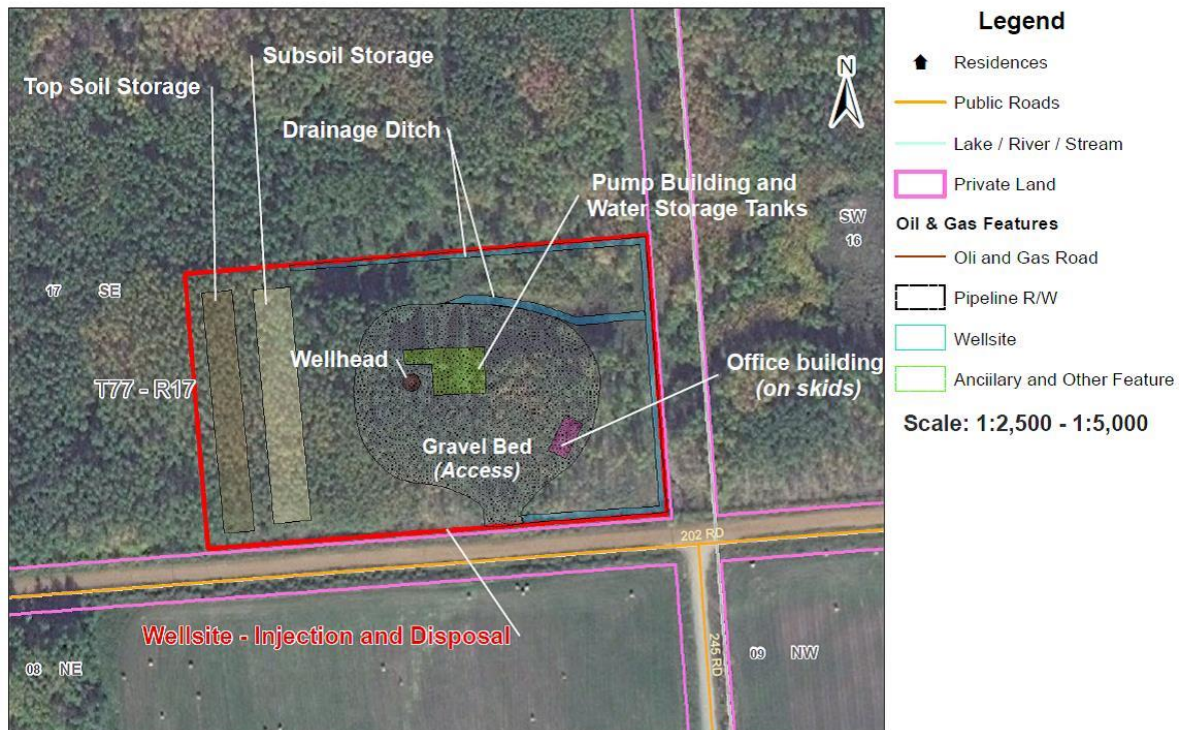 Subsoil Storage
Top Soil Storage
Drainage Ditch
N
Pump Building and
Water Storage Tanks
SW
16
17 SE
Wellhead
Office building
(on skids)
T77 - R17
Gravel Bed
(Access)
202 RD
Wellsite - Injection and Disposal
245 RD
08 NE
09 NW
Legend
Residences
Public Roads
Lake / River / Stream
Private Land
Oil & Gas Features
Oli and Gas Road
Pipeline R/W
Wellsite
Anciilary and Other Feature
Scale: 1:2,500 - 1:5,000